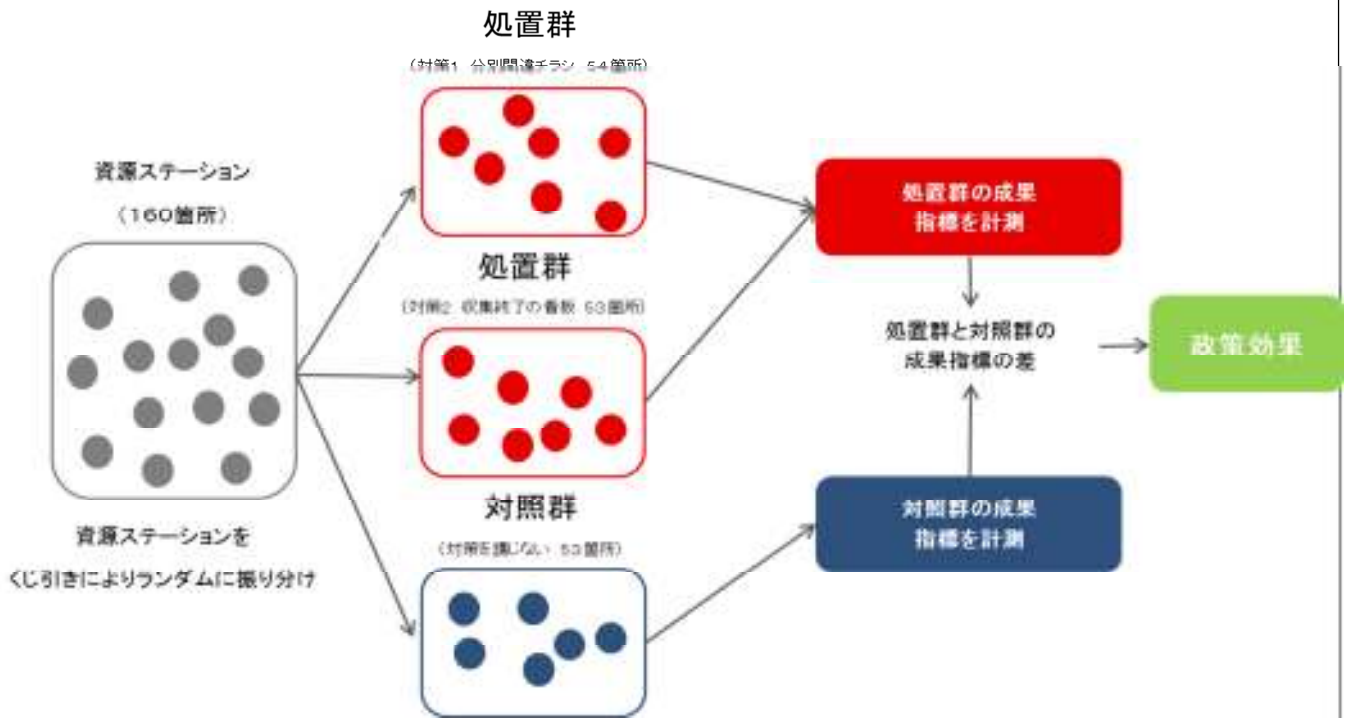 処置群
(対策1 分別間違チラシ 54箇所)
資源ステーション
(160箇所)
処置群の成果
指標を計測
処置群
(対策2 収集終了の看板 53箇所)
処置群と対照群の
成果指標の差
政策効果
対照群
(対策を講じない 53箇所)
対照群の成果
指標を計測
資源ステーションを
くじ引きによりランダムに振り分け